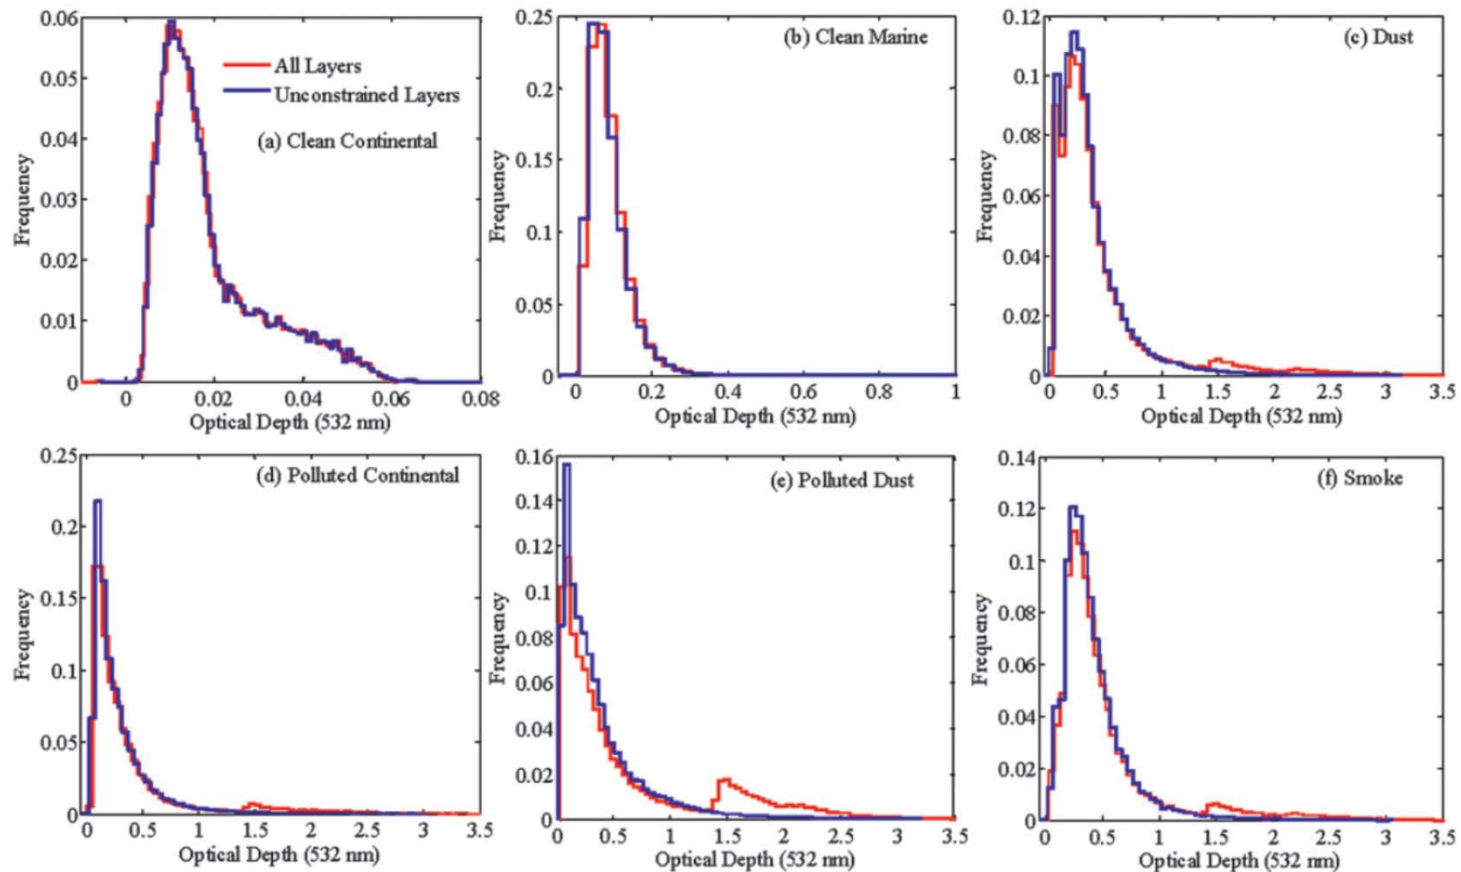 0.06
0.05
0.04
0.03
0.02
0.01
0
Frequency
All Layers
Unconstrained Layers
(a) Clean Continental
0 0.02 0.04 0.06 0.08
Optical Depth (532 nm)
0.25
0.2
0.15
0.1
0.05
0
Frequency
(b) Clean Marine
0 0.2 0.4 0.6 0.8 1
Optical Depth (532 nm)
0.12
0.1
0.08
0.06
0.04
0.02
0
Frequency
(c) Dust
0 0.5 1 1.5 2 2.5 3 3.5
Optical Depth (532 nm)
0.25
0.2
0.15
0.1
0.05
0
Frequency
(d) Polluted Continental
0 0.5 1 1.5 2 2.5 3 3.5
Optical Depth (532 nm)
0.16
0.14
0.12
0.1
0.08
0.06
0.04
0.02
0
Frequency
(e) Polluted Dust
0 0.5 1 1.5 2 2.5 3 3.5
Optical Depth (532 nm)
0.14
0.12
0.1
0.08
0.06
0.04
0.02
0
Frequency
(f) Smoke
0 0.5 1 1.5 2 2.5 3 3.5
Optical Depth (532 nm)